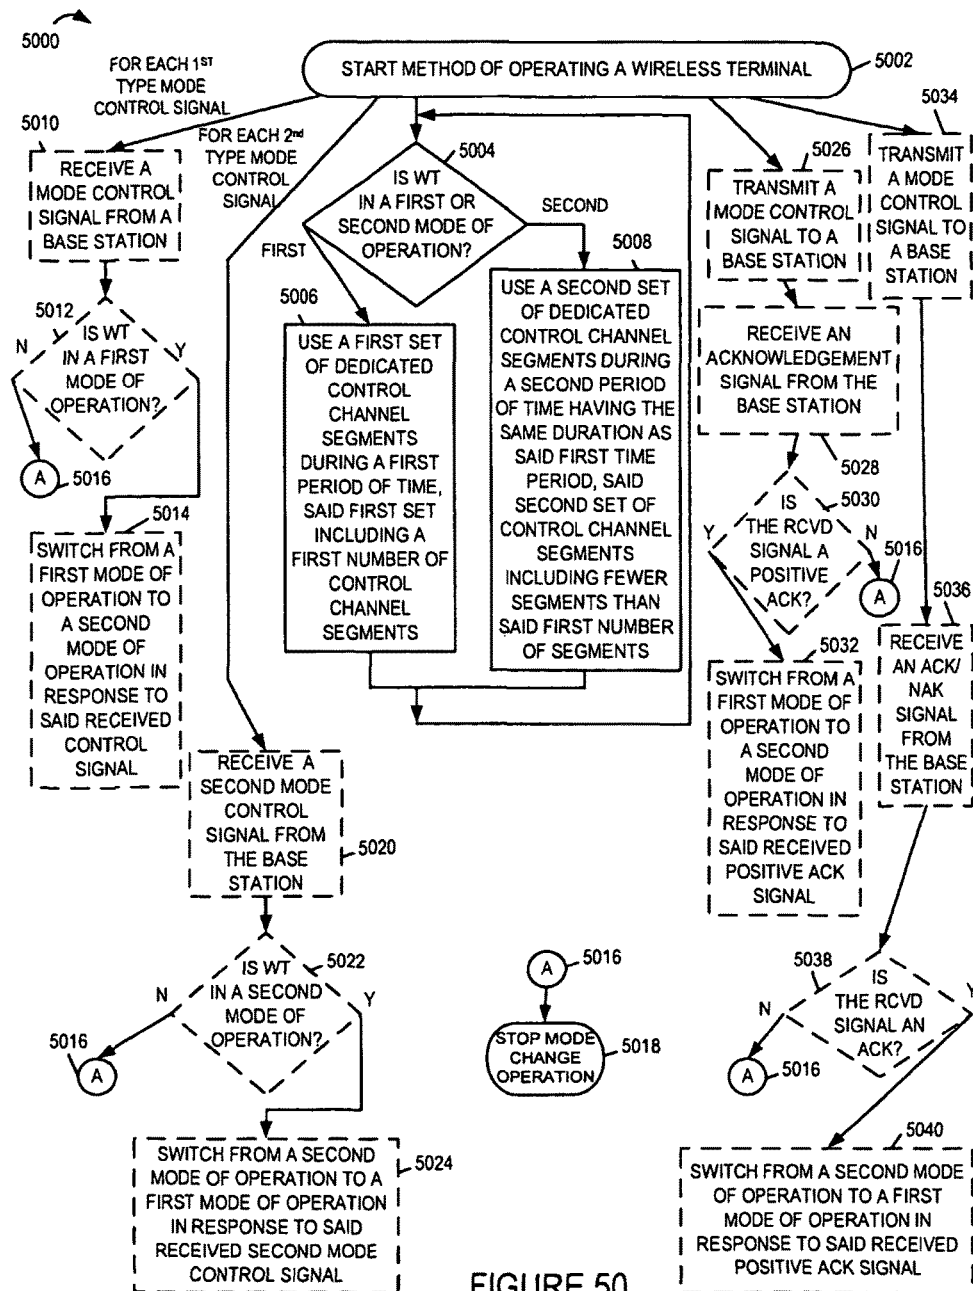 5000
FOR EACH 1ST
TYPE MODE
CONTROL SIGNAL
START METHOD OF OPERATING A WIRELESS TERMINAL
5002
5010
RECEIVE A
MODE CONTROL
SIGNAL FROM A
BASE STATION
FOR EACH 2nd
TYPE MODE
CONTROL
SIGNAL
5012
IS WT
IN A FIRST
MODE OF
OPERATION?
N
Y
A
5016
5014
SWITCH FROM A
FIRST MODE OF
OPERATION TO
A SECOND
MODE OF
OPERATION IN
RESPONSE TO
SAID RECEIVED
CONTROL
SIGNAL
5004
IS WT
IN A FIRST OR
SECOND MODE OF
OPERATION?
FIRST
SECOND
5006
USE A FIRST SET
OF DEDICATED
CONTROL
CHANNEL
SEGMENTS
DURING A FIRST
PERIOD OF TIME,
SAID FIRST SET
INCLUDING A
FIRST NUMBER OF
CONTROL
CHANNEL
SEGMENTS
5008
USE A SECOND SET
OF DEDICATED
CONTROL CHANNEL
SEGMENTS DURING
A SECOND PERIOD
OF TIME HAVING THE
SAME DURATION AS
SAID FIRST TIME
PERIOD, SAID
SECOND SET OF
CONTROL CHANNEL
SEGMENTS
INCLUDING FEWER
SEGMENTS THAN
SAID FIRST NUMBER
OF SEGMENTS
5026
TRANSMIT A
MODE CONTROL
SIGNAL TO A
BASE STATION
RECEIVE AN
ACKNOWLEDGEMENT
SIGNAL FROM THE
BASE STATION
5028
5030
IS
THE RCVD
SIGNAL A
POSITIVE
ACK?
Y
N
5016
A
5032
SWITCH FROM A
FIRST MODE OF
OPERATION TO
A SECOND
MODE OF
OPERATION IN
RESPONSE TO
SAID RECEIVED
POSITIVE ACK
SIGNAL
5034
TRANSMIT
A MODE
CONTROL
SIGNAL TO
A BASE
STATION
5036
RECEIVE
AN ACK/
NAK
SIGNAL
FROM
THE BASE
STATION
5038
IS
THE RCVD
SIGNAL AN
ACK?
N
Y
A
5016
5040
SWITCH FROM A SECOND MODE
OF OPERATION TO A FIRST
MODE OF OPERATION IN
RESPONSE TO SAID RECEIVED
POSITIVE ACK SIGNAL
RECEIVE A
SECOND MODE
CONTROL
SIGNAL FROM
THE BASE
STATION
5020
5022
IS WT
IN A SECOND
MODE OF
OPERATION?
N
Y
5016
A
SWITCH FROM A SECOND
MODE OF OPERATION TO A
FIRST MODE OF OPERATION
IN RESPONSE TO SAID
RECEIVED SECOND MODE
CONTROL SIGNAL
5024
A
5016
STOP MODE
CHANGE
OPERATION
5018
FIGURE 50